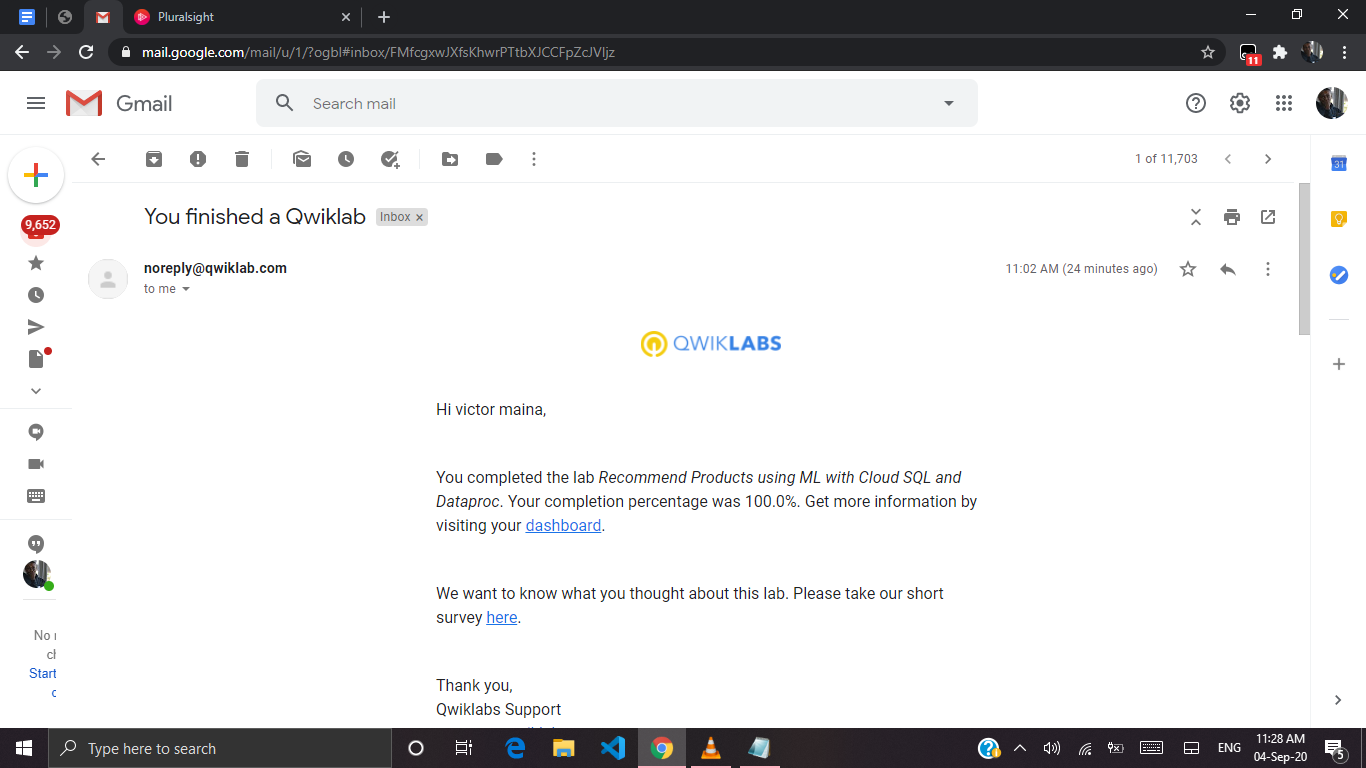 Pluralsight
mail.google.com/mail/u/1/?ogbl#inbox/FMfcgxwJXfsKhwrPTtbXJCCFpZcJVljz
11
Gmail
Search mail
1 of 11,703
31
9,652
You finished a Qwiklab
Inbox ×
noreply@qwiklab.com
11:02 AM (24 minutes ago)
to me
QWIKLABS
Hi victor maina,
You completed the lab Recommend Products using ML with Cloud SQL and
Dataproc. Your completion percentage was 100.0%. Get more information by
visiting your dashboard.
We want to know what you thought about this lab. Please take our short
survey here.
Thank you,
Qwiklabs Support
No
Start
Type here to search
ENG
11:28 AM
04-Sep-20
5